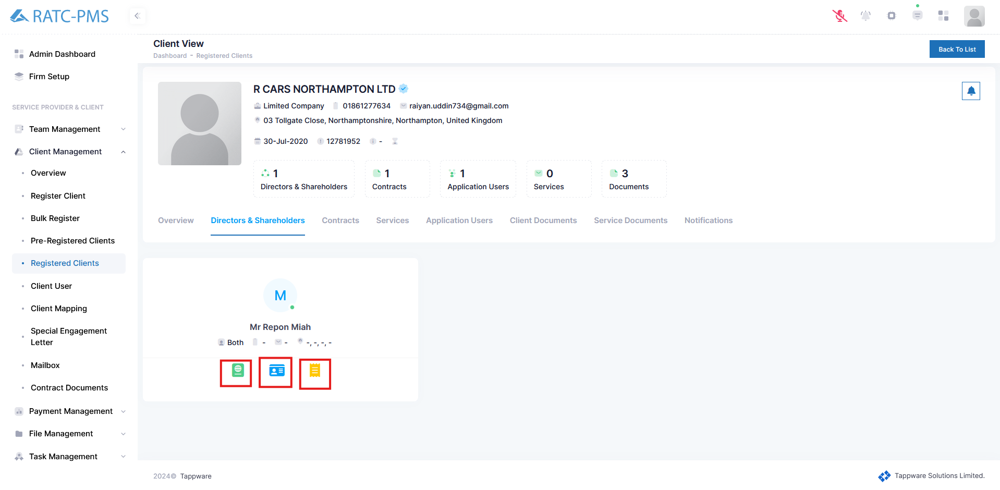 RATC-PMS
Admin Dashboard
Firm Setup
SERVICE PROVIDER & CLIENT
Team Management
Client Management
Overview
Register Client
Bulk Register
Pre-Registered Clients
Registered Clients
Client User
Client Mapping
Special Engagement
Letter
Mailbox
Contract Documents
Payment Management
File Management
Task Management
Client View
Dashboard - Registered Clients
Back To List
R CARS NORTHAMPTON LTD
Limited Company 01861277634 raiyan.uddin734@gmail.com
03 Tollgate Close, Northamptonshire, Northampton, United Kingdom
30-Jul-2020 12781952 -
1 1 1 0 3
Directors & Shareholders Contracts Application Users Services Documents
Overview Directors & Shareholders Contracts Services Application Users Client Documents Service Documents Notifications
M
Mr Repon Miah
Both - - -, -, -, -
2024© Tappware
Tappware Solutions Limited.